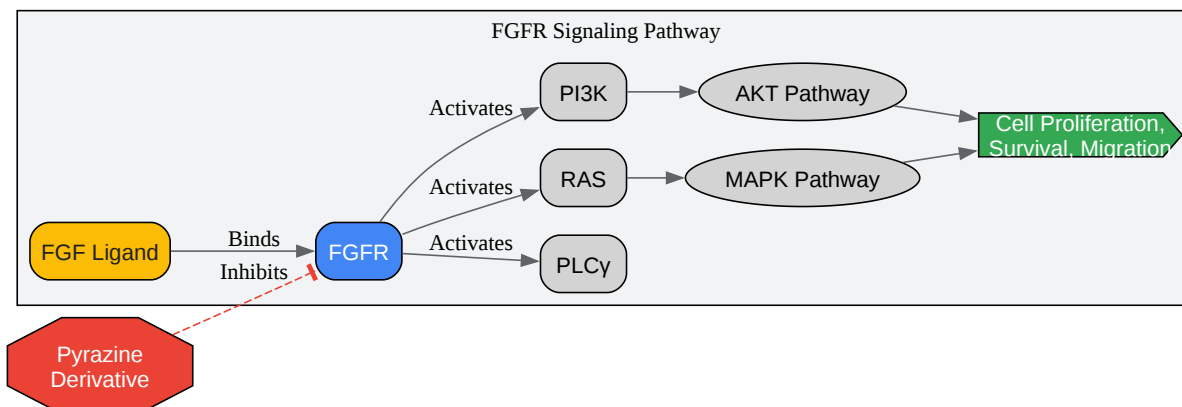 FGFR Signaling Pathway
PI3K
AKT Pathway
Activates
Cell Proliferation,
Survival, Migration
Activates
RAS
MAPK Pathway
FGF Ligand
Binds
FGFR
Activates
PLCγ
Inhibits
Pyrazine
Derivative